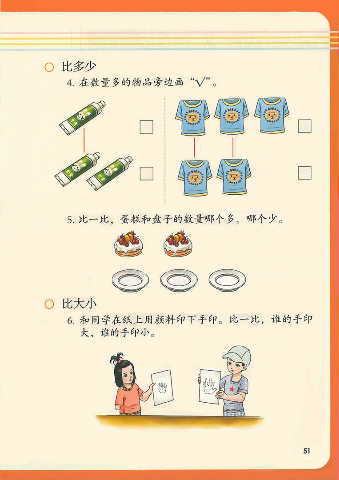 比多少
4. 在数量多的物品旁边画“√”。
5. 比一比，蛋糕和盘子的数量哪个多，哪个少。
比大小
6. 和同学在纸上用颜料印下手印。比一比，谁的手印
大，谁的手印小。
51